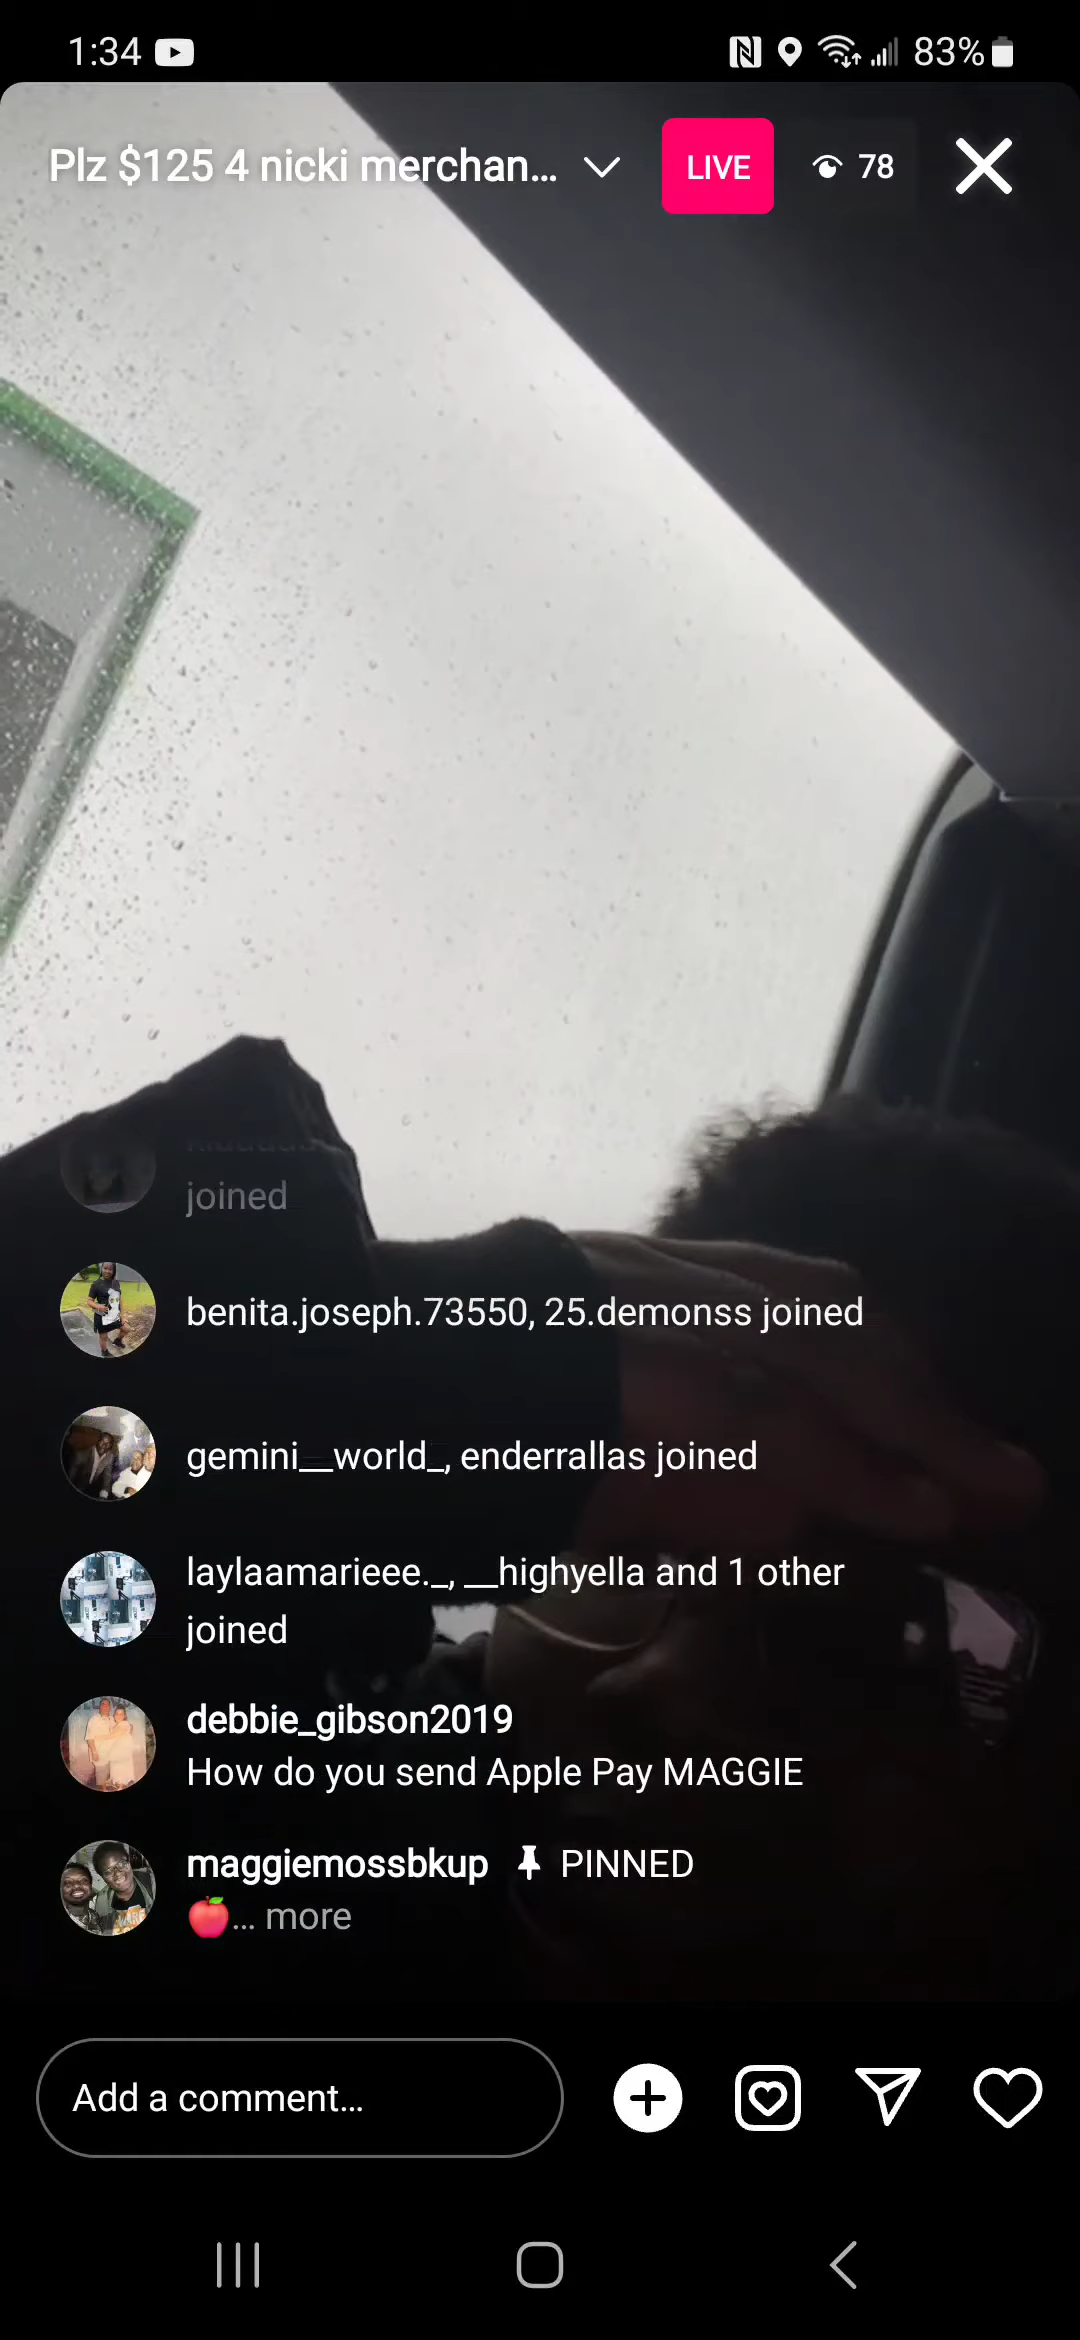 1:34 83%
Plz $125 4 nicki merchan... LIVE 78
joined
benita.joseph.73550, 25.demonss joined
gemini__world_, enderrallas joined
laylaamarieee._, __highyella and 1 other
joined
debbie_gibson2019
How do you send Apple Pay MAGGIE
maggiemossbkup PINNED
🍎... more
Add a comment...